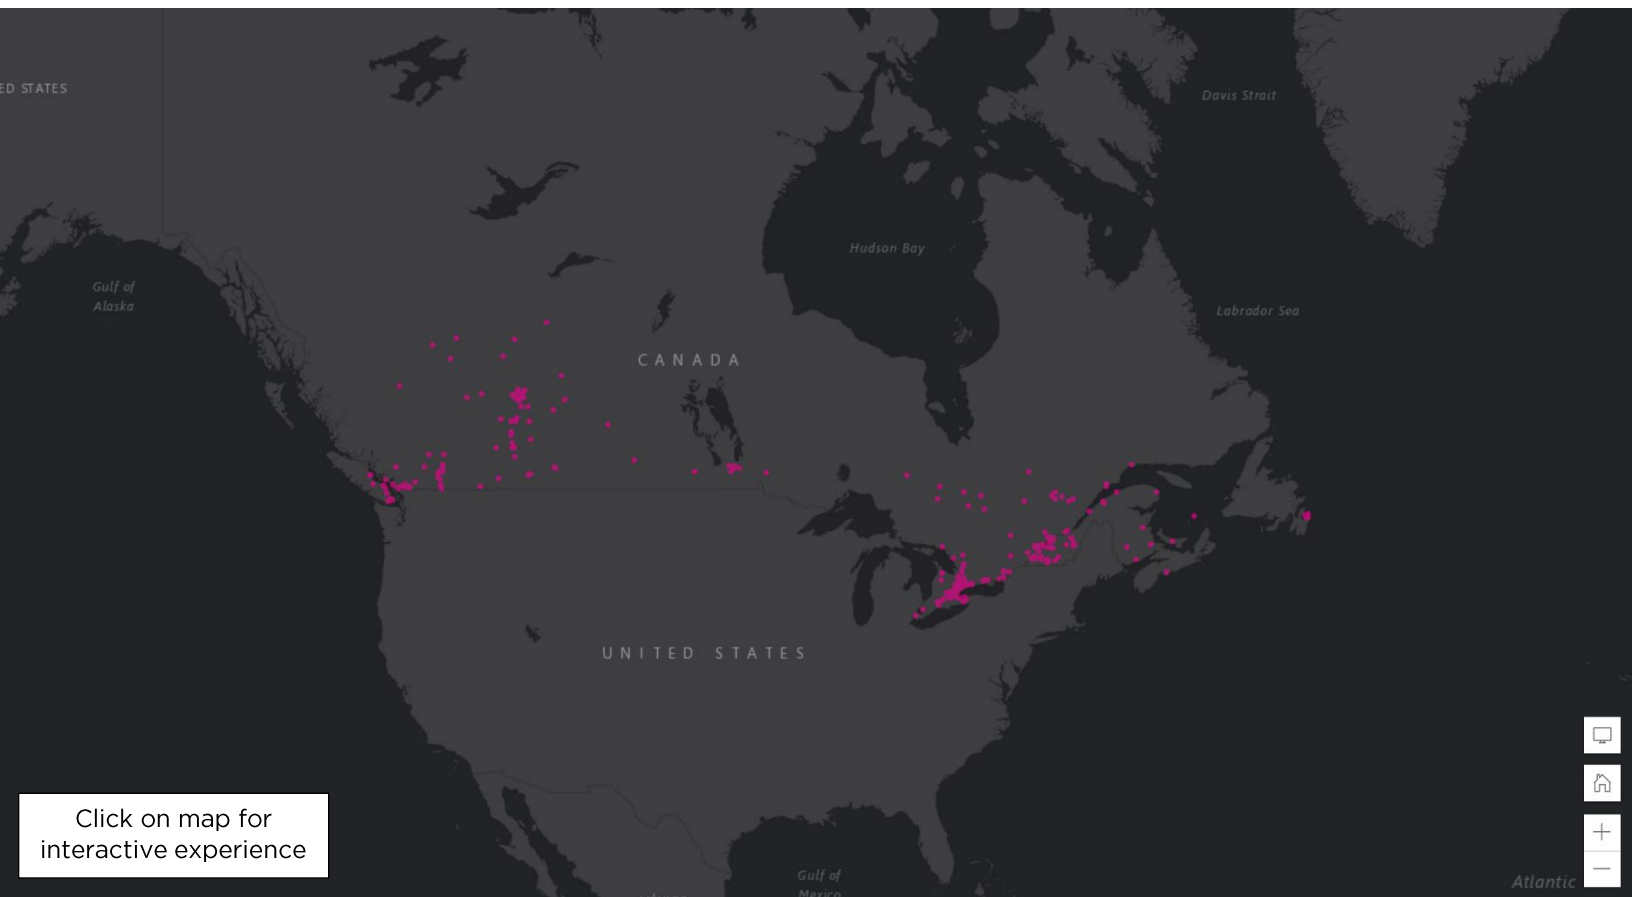 ED STATES
Davis Strait
Hudson Bay
Gulf of
Alaska
Labrador Sea
CANADA
UNITED STATES
Click on map for
interactive experience
Gulf of
Mexico
Atlantic